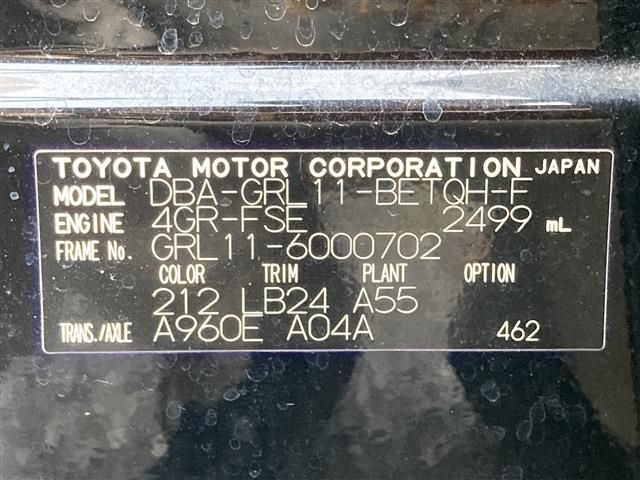 TOYOTA MOTOR CORPORATION JAPAN
MODEL DBA-GRL11-BETQH-F
ENGINE 4GR-FSE 2499 mL
FRAME No. GRL11-6000702
COLOR TRIM PLANT OPTION
212 LB24 A55
TRANS./AXLE A960E A04A 462